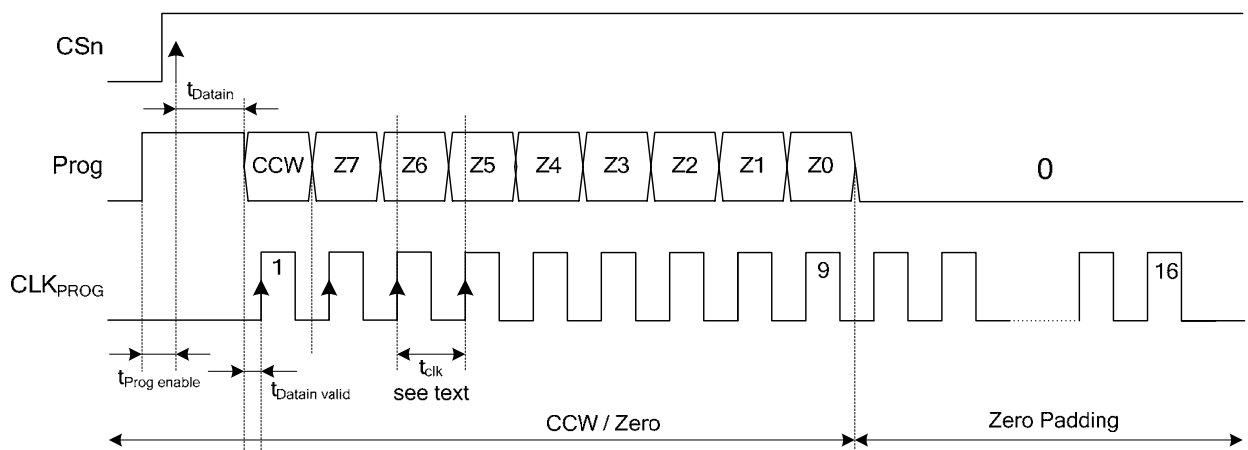 CSn
tDatain
Prog
CCW Z7 Z6 Z5 Z4 Z3 Z2 Z1 Z0 0
CLKPROG
1 9 16
tProg enable
tDatain valid
tclk
see text
CCW / Zero
Zero Padding